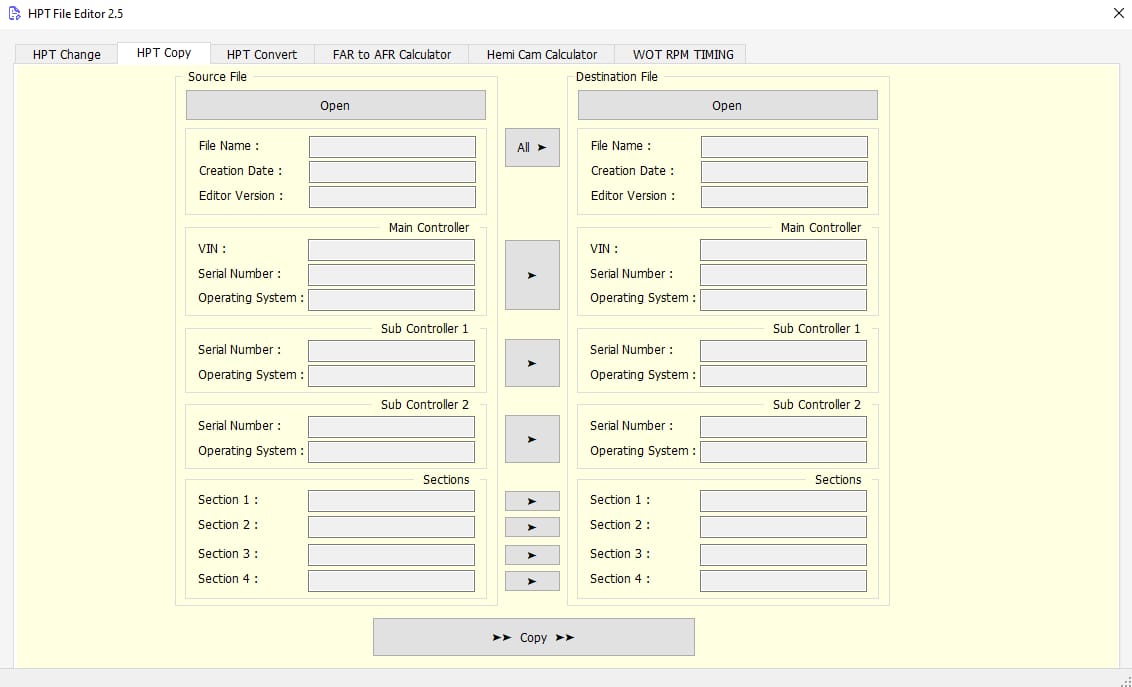 HPT File Editor 2.5
HPT Change HPT Copy HPT Convert FAR to AFR Calculator Hemi Cam Calculator WOT RPM TIMING
Source File
Open
File Name :
Creation Date :
Editor Version :
Main Controller
VIN :
Serial Number :
Operating System :
Sub Controller 1
Serial Number :
Operating System :
Sub Controller 2
Serial Number :
Operating System :
Sections
Section 1 :
Section 2 :
Section 3 :
Section 4 :
All ➤
➤
➤
➤
➤
➤
➤
➤
Destination File
Open
File Name :
Creation Date :
Editor Version :
Main Controller
VIN :
Serial Number :
Operating System :
Sub Controller 1
Serial Number :
Operating System :
Sub Controller 2
Serial Number :
Operating System :
Sections
Section 1 :
Section 2 :
Section 3 :
Section 4 :
➤➤ Copy ➤➤